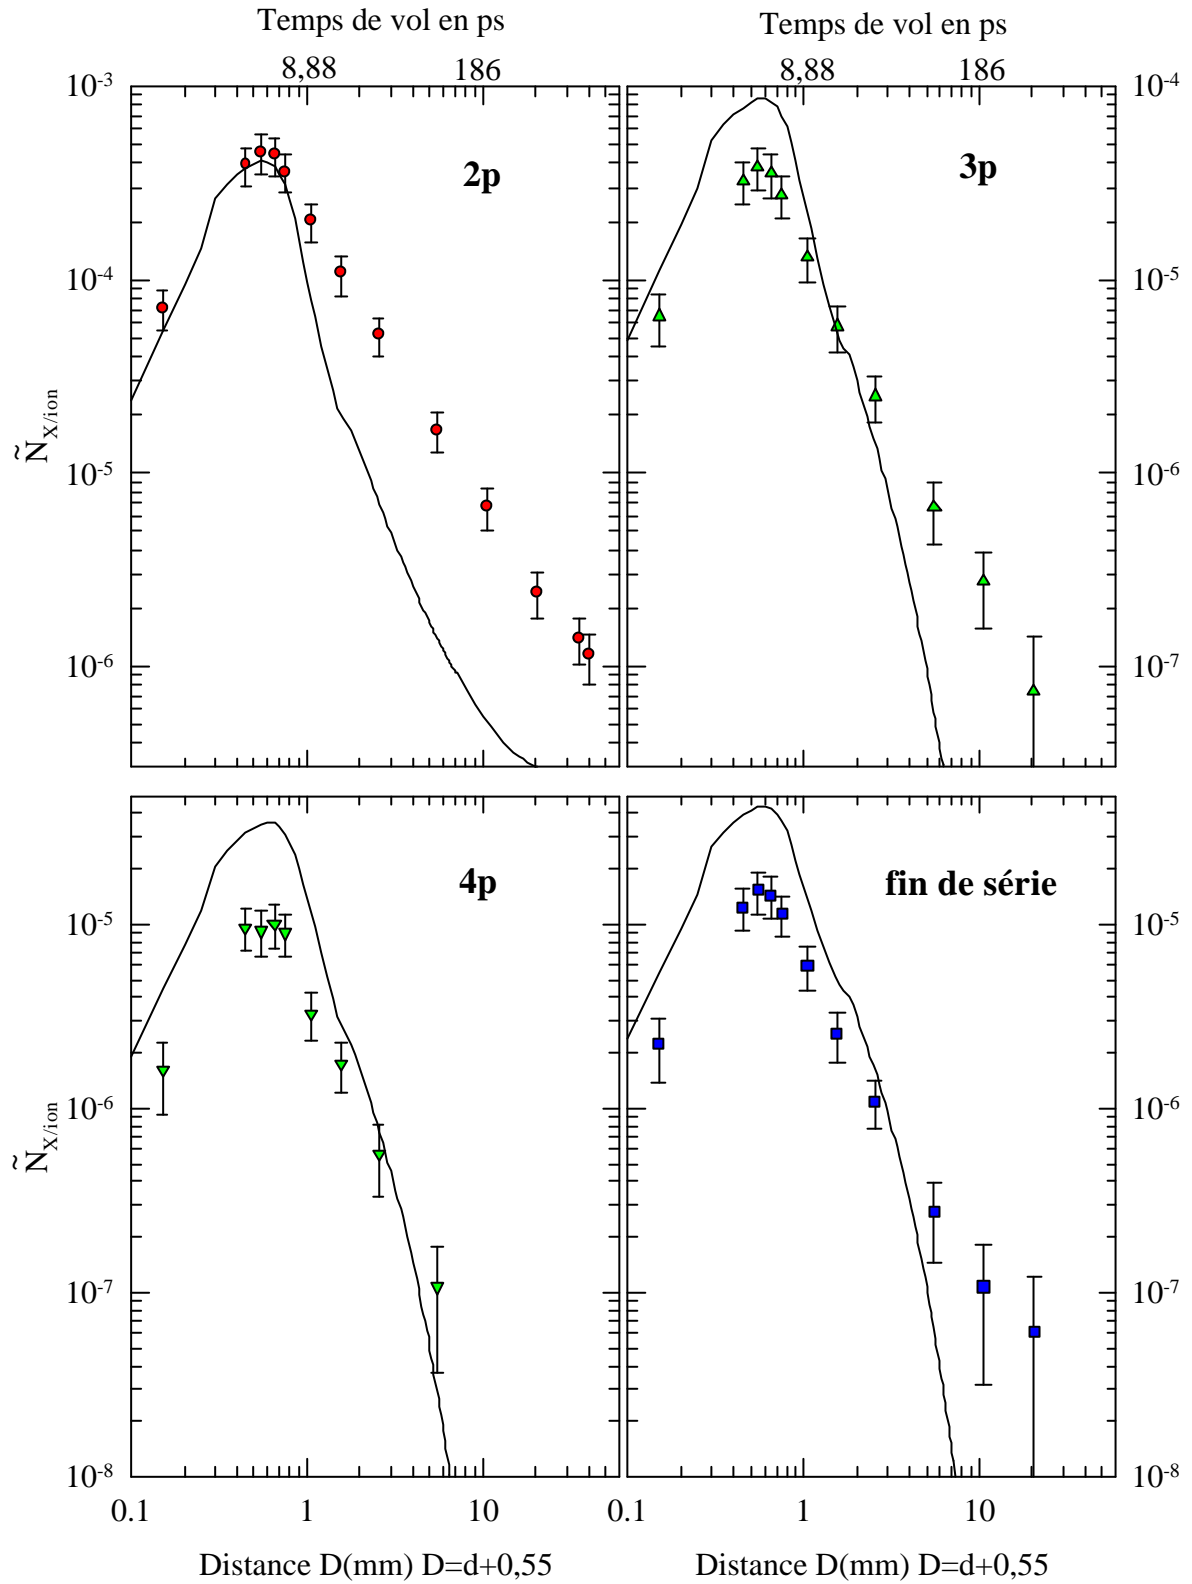 Temps de vol en ps
Temps de vol en ps
8,88 186
8,88 186
10-3
10-4
10-5
10-6
2p
ÑX/ion
3p
10-4
10-5
10-6
10-7
4p
ÑX/ion
10-5
10-6
10-7
10-8
fin de série
10-5
10-6
10-7
10-8
0.1 1 10
0.1 1 10
Distance D(mm) D=d+0,55
Distance D(mm) D=d+0,55